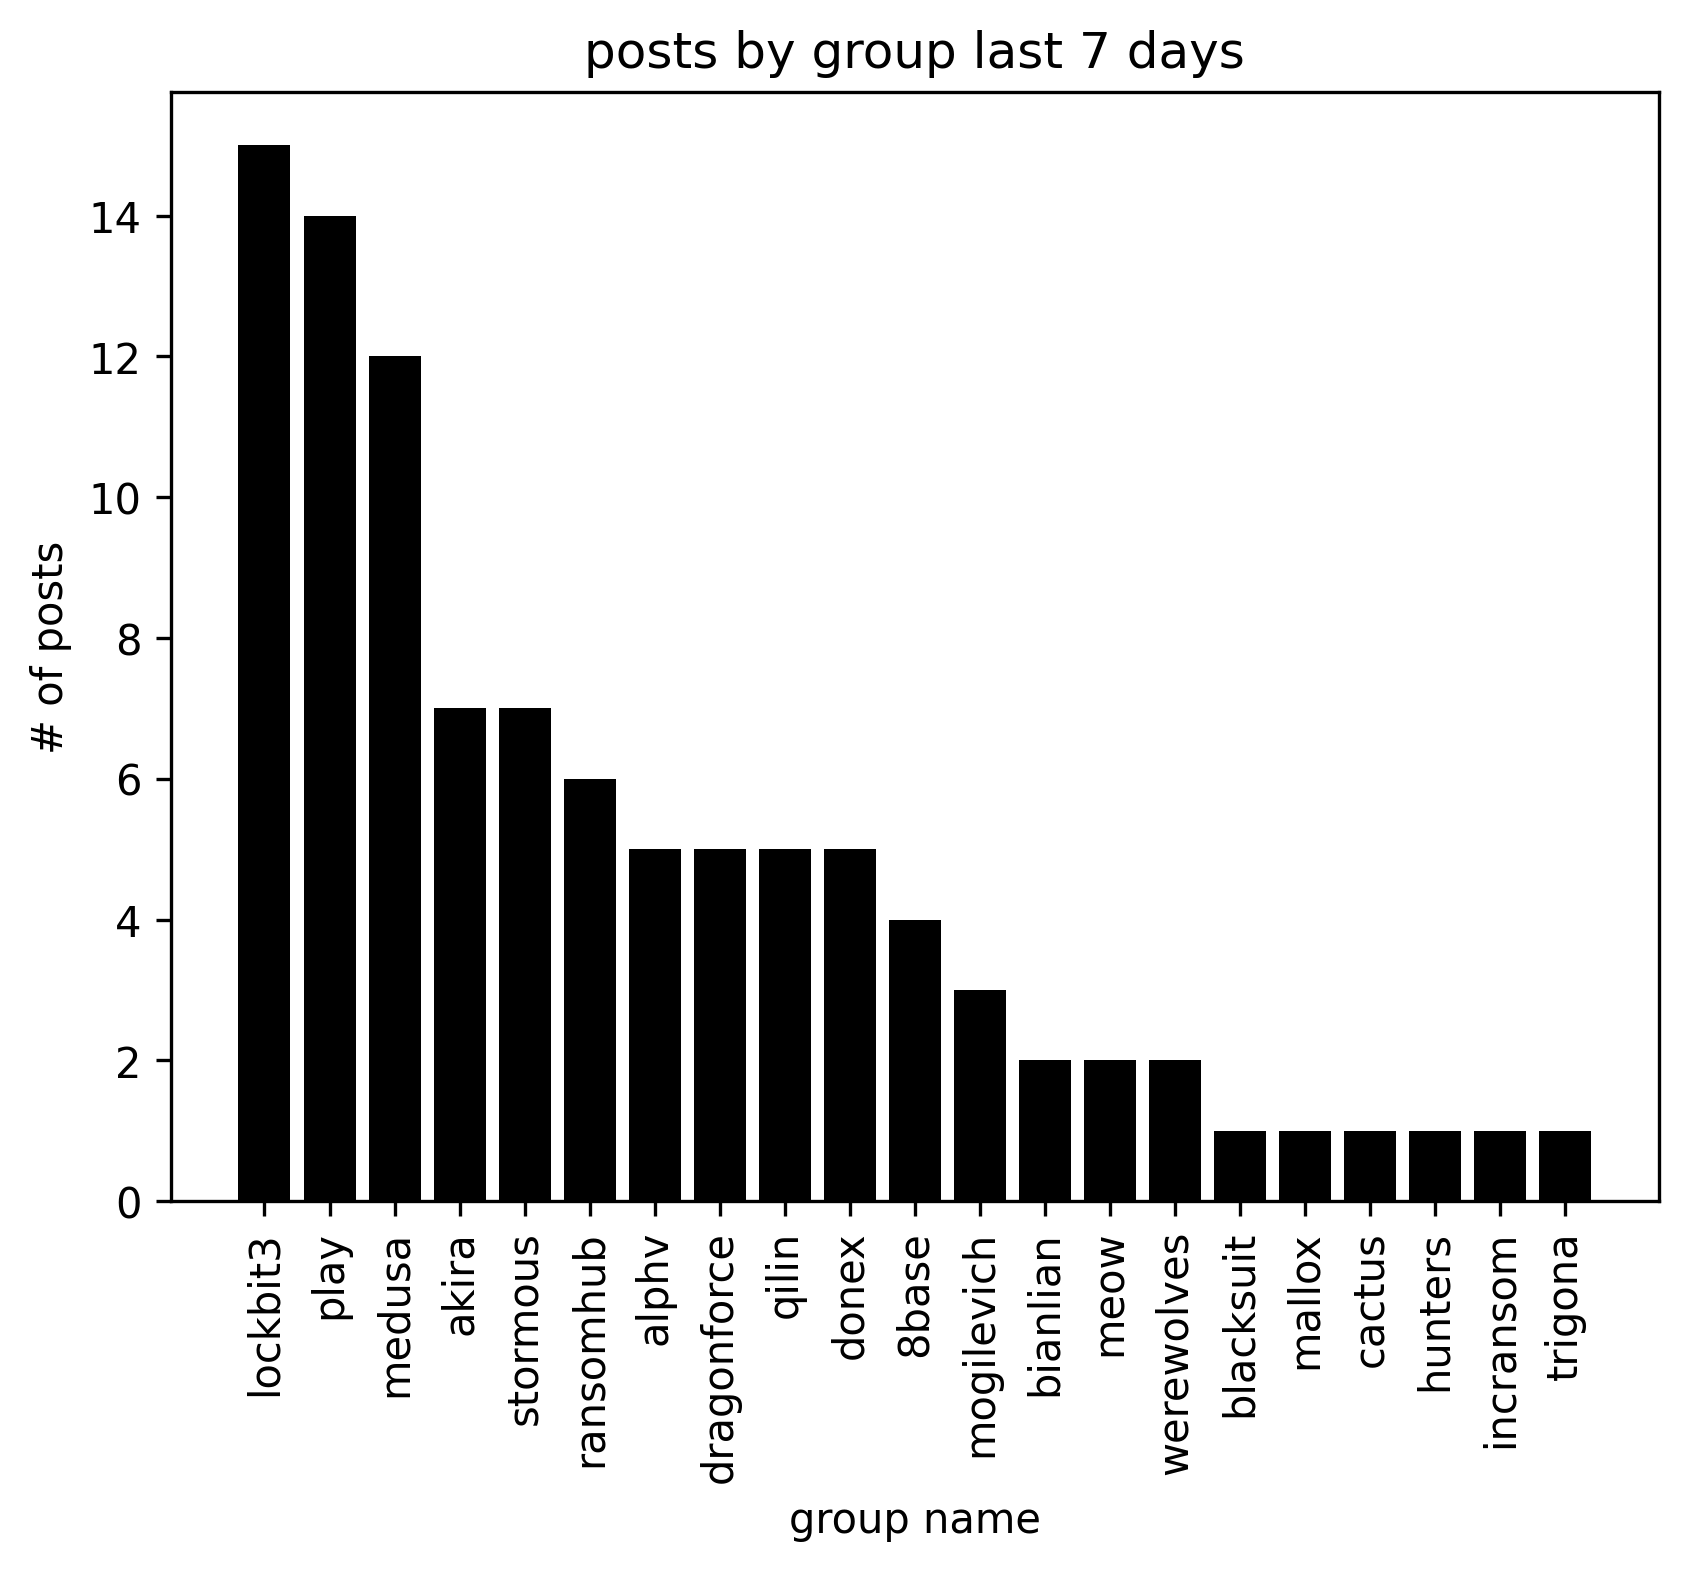 posts by group last 7 days
# of posts
14
12
10
8
6
4
2
0
lockbit3
play
medusa
akira
stormous
ransomhub
alphv
dragonforce
qilin
donex
8base
mogilevich
bianlian
meow
werewolves
blacksuit
mallox
cactus
hunters
incransom
trigona
group name